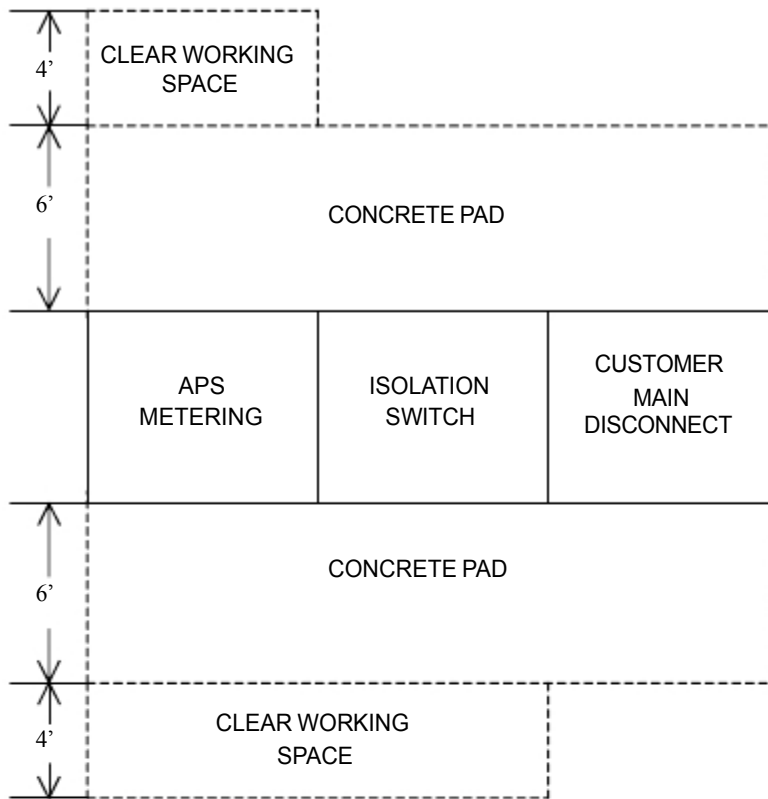 4’
CLEAR WORKING
SPACE
6’
CONCRETE PAD
APS
METERING
ISOLATION
SWITCH
CUSTOMER
MAIN
DISCONNECT
6’
CONCRETE PAD
4’
CLEAR WORKING
SPACE